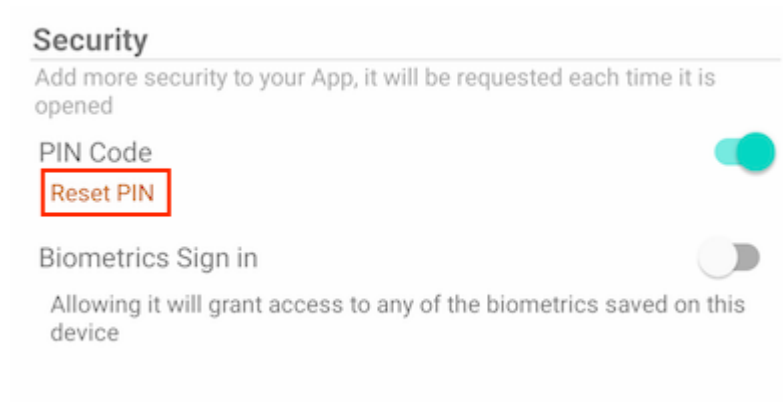 Security
Add more security to your App, it will be requested each time it is
opened
PIN Code
Reset PIN
Biometrics Sign in
Allowing it will grant access to any of the biometrics saved on this
device